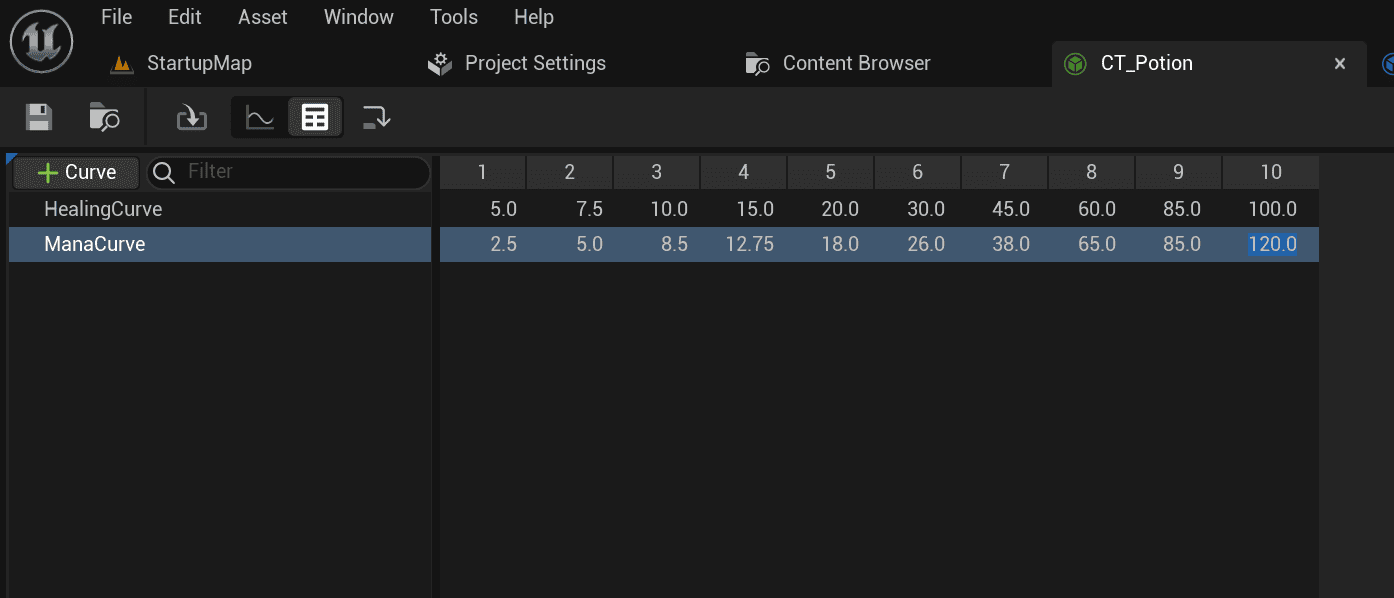 File Edit Asset Window Tools Help
StartupMap Project Settings Content Browser CT_Potion
Curve Filter 1 2 3 4 5 6 7 8 9 10
HealingCurve 5.0 7.5 10.0 15.0 20.0 30.0 45.0 60.0 85.0 100.0
ManaCurve 2.5 5.0 8.5 12.75 18.0 26.0 38.0 65.0 85.0 120.0